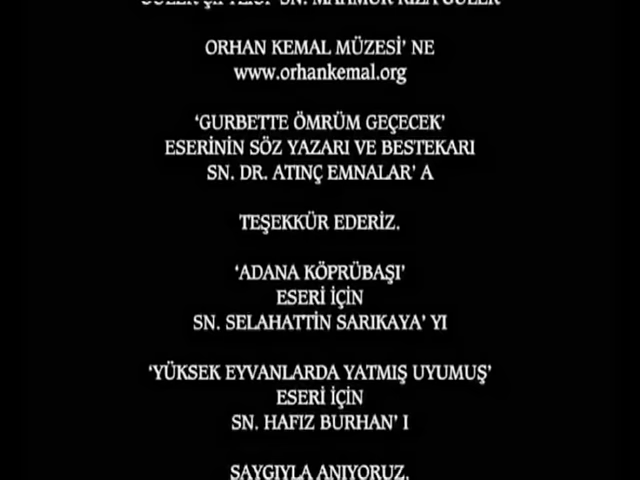 ORHAN KEMAL MÜZESİ' NE
www.orhankemal.org
‘GURBETTE ÖMRÜM GEÇECEK’
ESERİNİN SÖZ YAZARI VE BESTEKARI
SN. DR. ATINÇ EMNALAR' A
TEŞEKKÜR EDERİZ.
‘ADANA KÖPRÜBAŞI’
ESERİ İÇİN
SN. SELAHATTİN SARIKAYA' YI
‘YÜKSEK EYVANLARDA YATMIŞ UYUMUŞ’
ESERİ İÇİN
SN. HAFIZ BURHAN' I
SAYGIYLA ANIYORUZ.